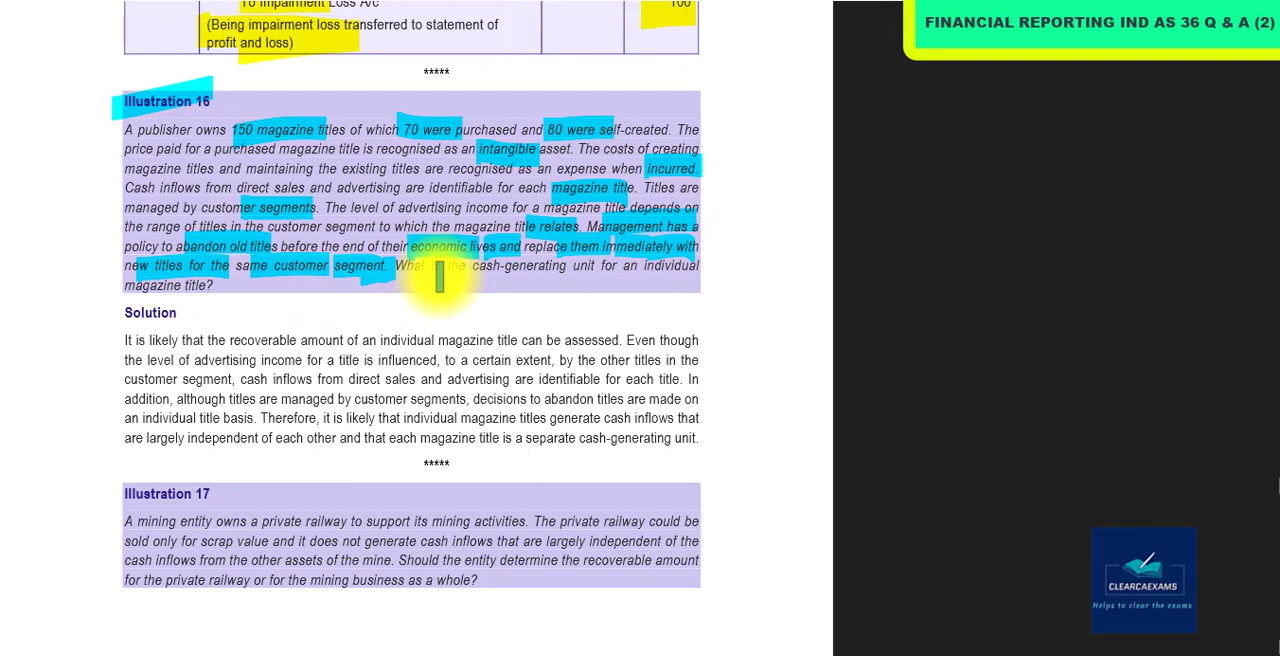 To Impairment Loss A/c
100
(Being impairment loss transferred to statement of
profit and loss)
*****
Illustration 16
A publisher owns 150 magazine titles of which 70 were purchased and 80 were self-created. The
price paid for a purchased magazine title is recognised as an intangible asset. The costs of creating
magazine titles and maintaining the existing titles are recognised as an expense when incurred.
Cash inflows from direct sales and advertising are identifiable for each magazine title. Titles are
managed by customer segments. The level of advertising income for a magazine title depends on
the range of titles in the customer segment to which the magazine title relates. Management has a
policy to abandon old titles before the end of their economic lives and replace them immediately with
new titles for the same customer segment. What is the cash-generating unit for an individual
magazine title?
Solution
It is likely that the recoverable amount of an individual magazine title can be assessed. Even though
the level of advertising income for a title is influenced, to a certain extent, by the other titles in the
customer segment, cash inflows from direct sales and advertising are identifiable for each title. In
addition, although titles are managed by customer segments, decisions to abandon titles are made on
an individual title basis. Therefore, it is likely that individual magazine titles generate cash inflows that
are largely independent of each other and that each magazine title is a separate cash-generating unit.
*****
Illustration 17
A mining entity owns a private railway to support its mining activities. The private railway could be
sold only for scrap value and it does not generate cash inflows that are largely independent of the
cash inflows from the other assets of the mine. Should the entity determine the recoverable amount
for the private railway or for the mining business as a whole?
FINANCIAL REPORTING IND AS 36 Q & A (2)
CLEARCAEXAMS
Helps to clear the exams